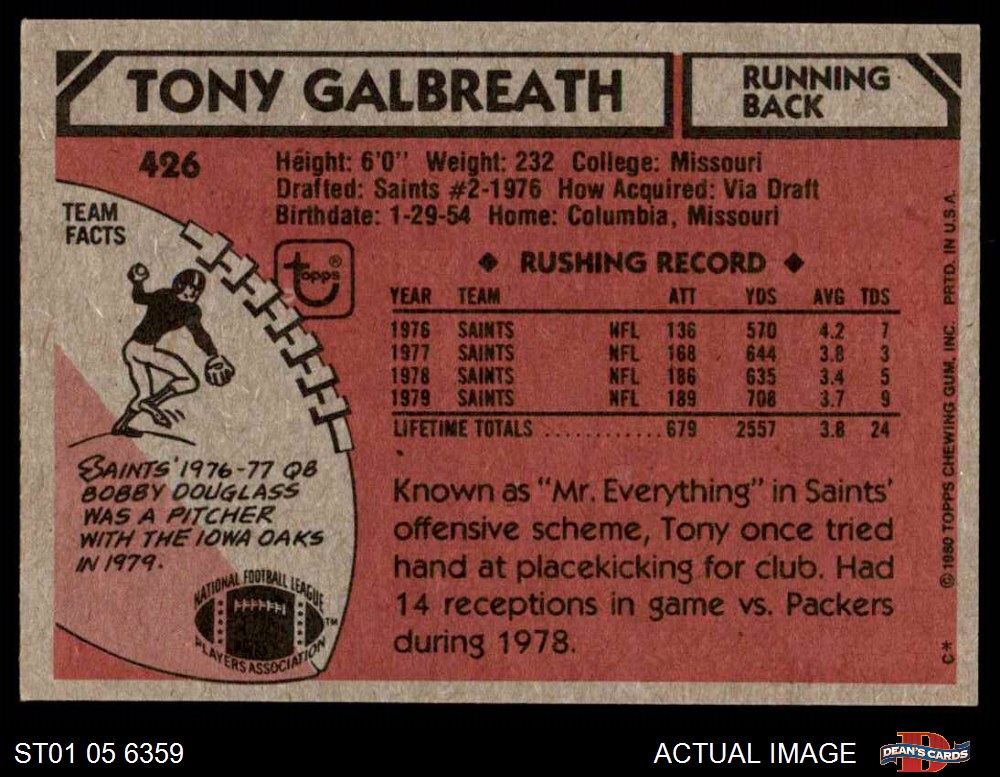 TONY GALBREATH
RUNNING
BACK
426
Height: 6'0" Weight: 232 College: Missouri
Drafted: Saints #2-1976 How Acquired: Via Draft
Birthdate: 1-29-54 Home: Columbia, Missouri
TEAM
FACTS
topps®
◆ RUSHING RECORD ◆
YEAR TEAM ATT YDS AVG TDS
1976 SAINTS NFL 136 570 4.2 7
1977 SAINTS NFL 168 644 3.8 3
1978 SAINTS NFL 186 635 3.4 5
1979 SAINTS NFL 189 708 3.7 9
LIFETIME TOTALS ............ 679 2557 3.8 24
SAINTS' 1976-77 QB
BOBBY DOUGLASS
WAS A PITCHER
WITH THE IOWA OAKS
IN 1979.
Known as "Mr. Everything" in Saints'
offensive scheme, Tony once tried
hand at placekicking for club. Had
14 receptions in game vs. Packers
during 1978.
NATIONAL FOOTBALL LEAGUE
PLAYERS ASSOCIATION
TM
C* © 1980 TOPPS CHEWING GUM, INC. PRTD. IN U.S.A.
ST01 05 6359
ACTUAL IMAGE
D
DEAN'S CARDS